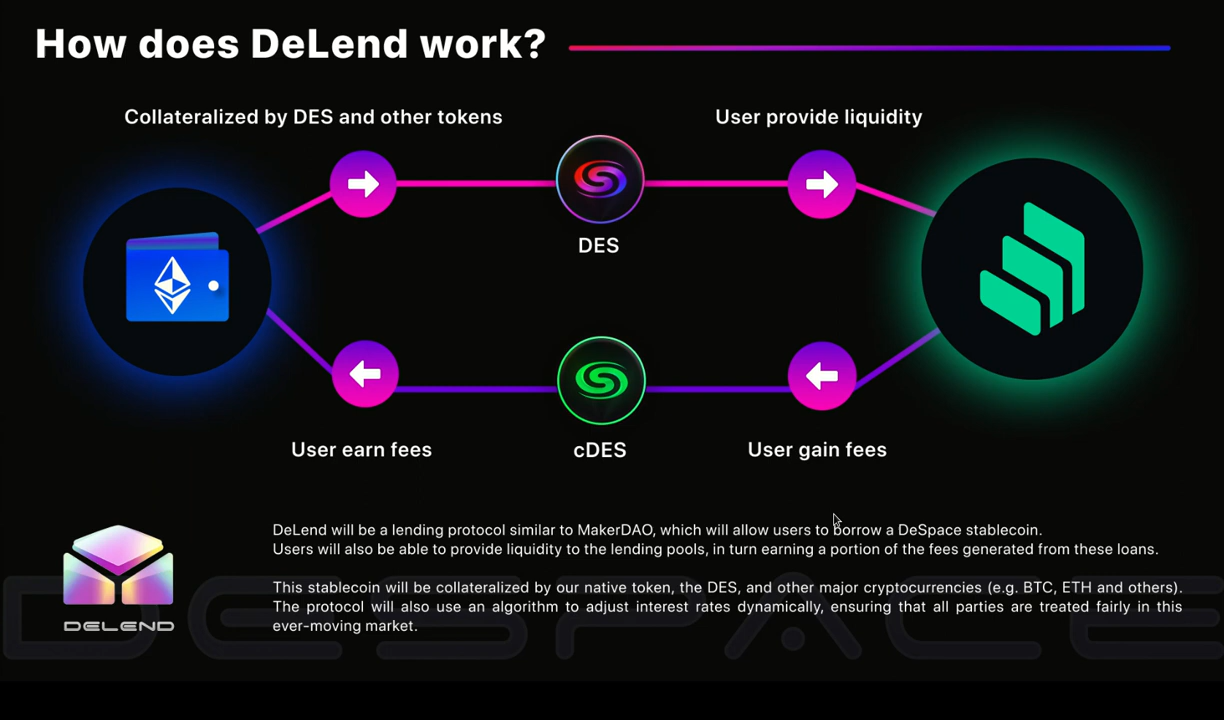 How does DeLend work?
Collateralized by DES and other tokens
User provide liquidity
DES
User earn fees
cDES
User gain fees
DeLend will be a lending protocol similar to MakerDAO, which will allow users to borrow a DeSpace stablecoin.
Users will also be able to provide liquidity to the lending pools, in turn earning a portion of the fees generated from these loans.
This stablecoin will be collateralized by our native token, the DES, and other major cryptocurrencies (e.g. BTC, ETH and others).
The protocol will also use an algorithm to adjust interest rates dynamically, ensuring that all parties are treated fairly in this
ever-moving market.
DELEND
DESPACE